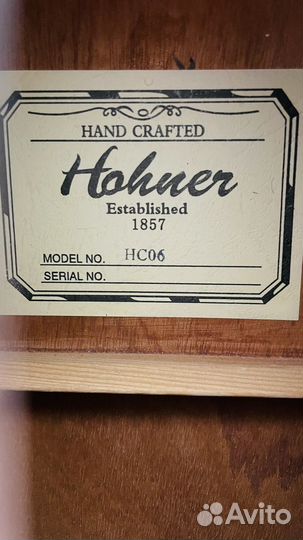 HAND CRAFTED
Hohner
Established
1857
MODEL NO. HC06
SERIAL NO.
Avito